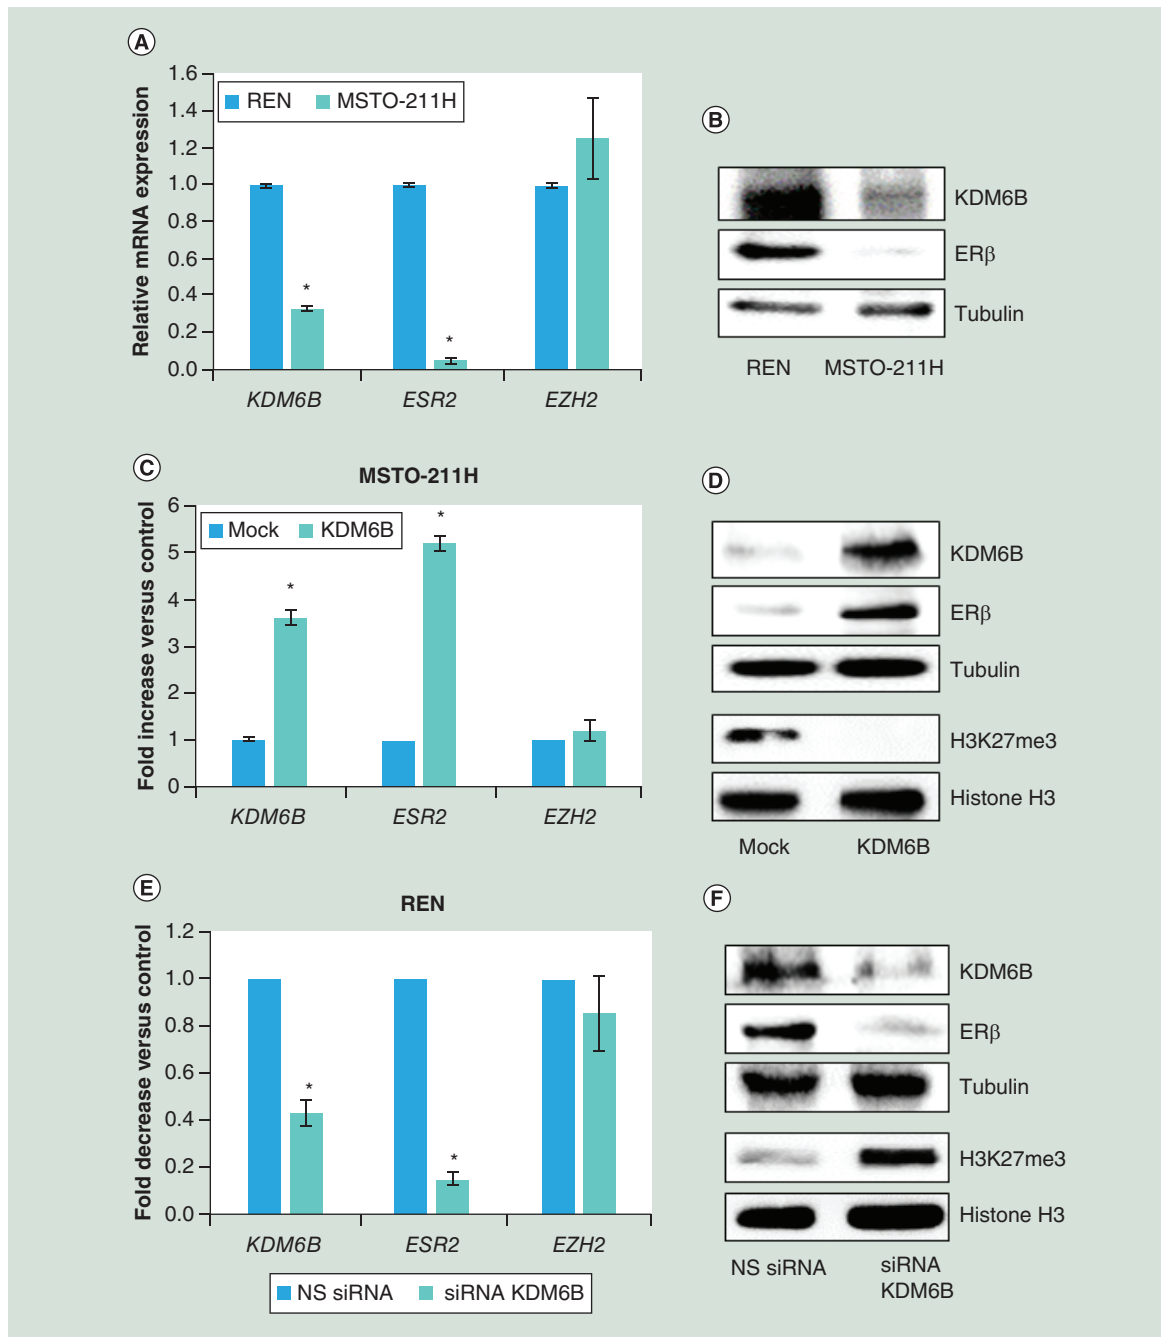 A
Relative mRNA expression
1.6
1.4
1.2
1.0
0.8
0.6
0.4
0.2
0.0
REN MSTO-211H
*
*
KDM6B ESR2 EZH2
B
KDM6B
ERβ
Tubulin
REN MSTO-211H
C
MSTO-211H
Fold increase versus control
6
5
4
3
2
1
0
Mock KDM6B
*
*
KDM6B ESR2 EZH2
D
KDM6B
ERβ
Tubulin
H3K27me3
Histone H3
Mock KDM6B
E
REN
Fold decrease versus control
1.2
1.0
0.8
0.6
0.4
0.2
0.0
*
*
KDM6B ESR2 EZH2
NS siRNA siRNA KDM6B
F
KDM6B
ERβ
Tubulin
H3K27me3
Histone H3
NS siRNA siRNA
KDM6B